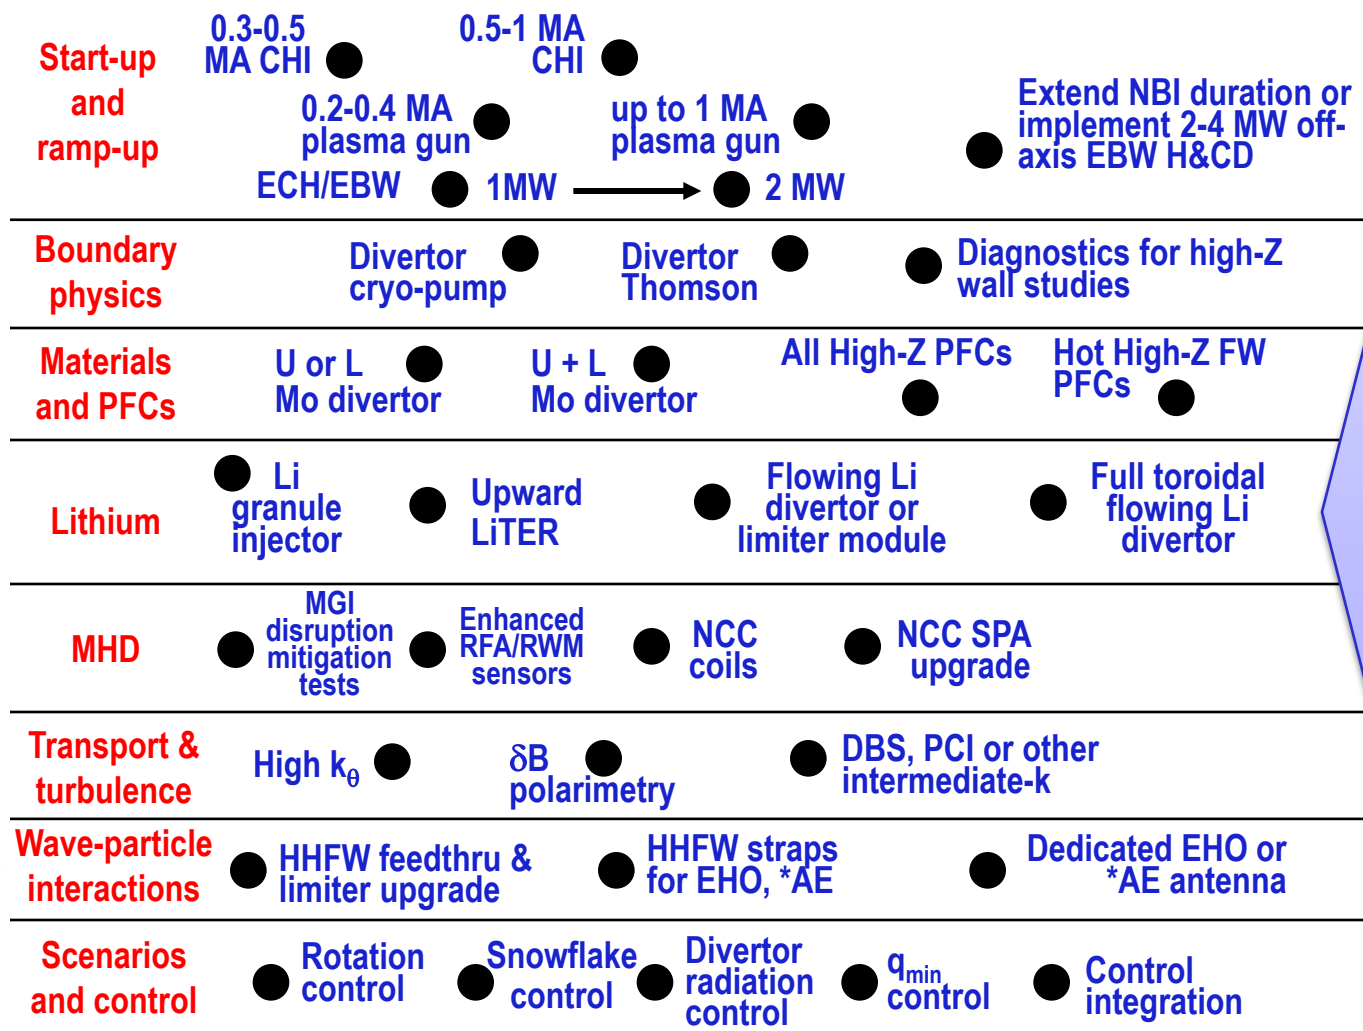 Start-up
and
ramp-up
0.3-0.5
MA CHI
0.5-1 MA
CHI
0.2-0.4 MA
plasma gun
up to 1 MA
plasma gun
Extend NBI duration or
implement 2-4 MW off-
axis EBW H&CD
ECH/EBW
1MW
2 MW
Boundary
physics
Divertor
cryo-pump
Divertor
Thomson
Diagnostics for high-Z
wall studies
Materials
and PFCs
U or L
Mo divertor
U + L
Mo divertor
All High-Z PFCs
Hot High-Z FW
PFCs
Lithium
Li
granule
injector
Upward
LiTER
Flowing Li
divertor or
limiter module
Full toroidal
flowing Li
divertor
MHD
MGI
disruption
mitigation
tests
Enhanced
RFA/RWM
sensors
NCC
coils
NCC SPA
upgrade
Transport &
turbulence
High kθ
δB
polarimetry
DBS, PCI or other
intermediate-k
Wave-particle
interactions
HHFW feedthru &
limiter upgrade
HHFW straps
for EHO, *AE
Dedicated EHO or
*AE antenna
Scenarios
and control
Rotation
control
Snowflake
control
Divertor
radiation
control
qmin
control
Control
integration